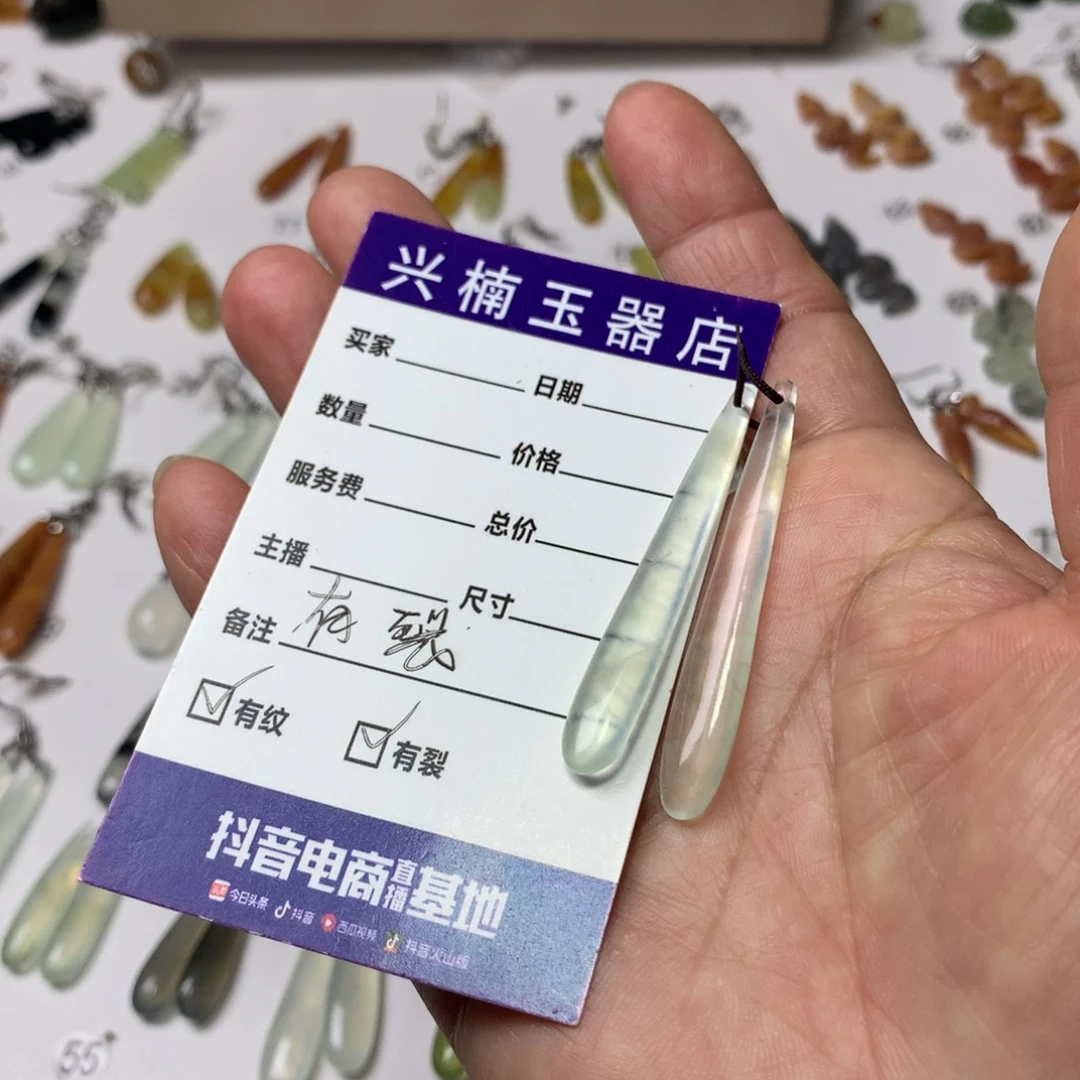 兴楠玉器店
买家 日期
数量 价格
服务费 总价
主播 尺寸
备注 有裂
有纹 有裂
抖音电商直播基地
今日头条 抖音 西瓜视频 抖音火山版
55